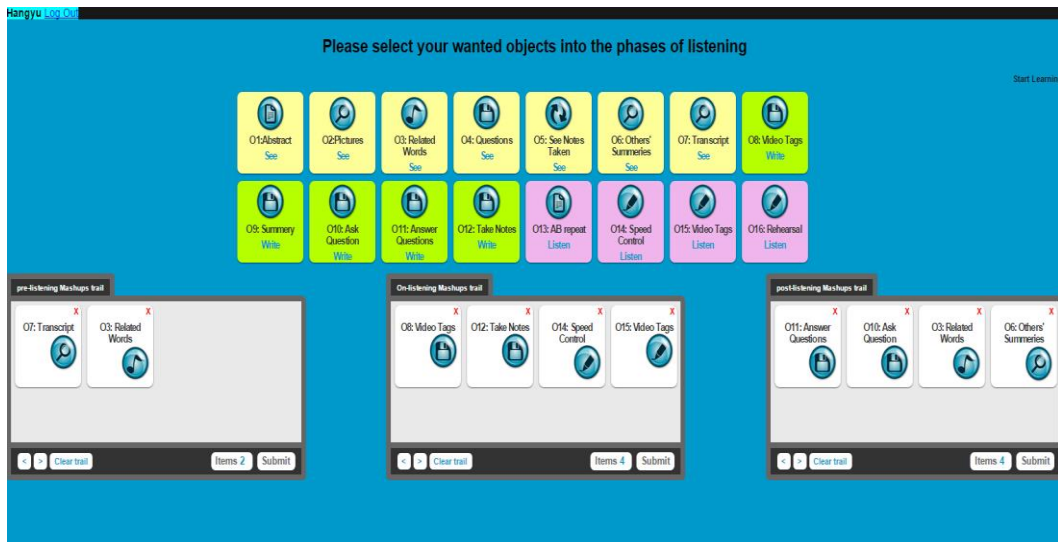 Hangyu Log Out
Please select your wanted objects into the phases of listening
Start Learnin
O1:Abstract
See
O2:Pictures
See
O3: Related
Words
See
O4: Questions
See
O5: See Notes
Taken
See
O6: Others'
Summeries
See
O7: Transcript
See
O8: Video Tags
Write
O9: Summery
Write
O10: Ask
Question
Write
O11: Answer
Questions
Write
O12: Take Notes
Write
O13: AB repeat
Listen
O14: Speed
Control
Listen
O15: Video Tags
Listen
O16: Rehearsal
Listen
pre-listening Mashups trail
X
O7: Transcript
X
O3: Related
Words
< > Clear trail Items 2 Submit
On-listening Mashups trail
X
O8: Video Tags
X
O12: Take Notes
X
O14: Speed
Control
X
O15: Video Tags
< > Clear trail Items 4 Submit
post-listening Mashups trail
X
O11: Answer
Questions
X
O10: Ask
Question
X
O3: Related
Words
X
O6: Others'
Summeries
< > Clear trail Items 4 Submit